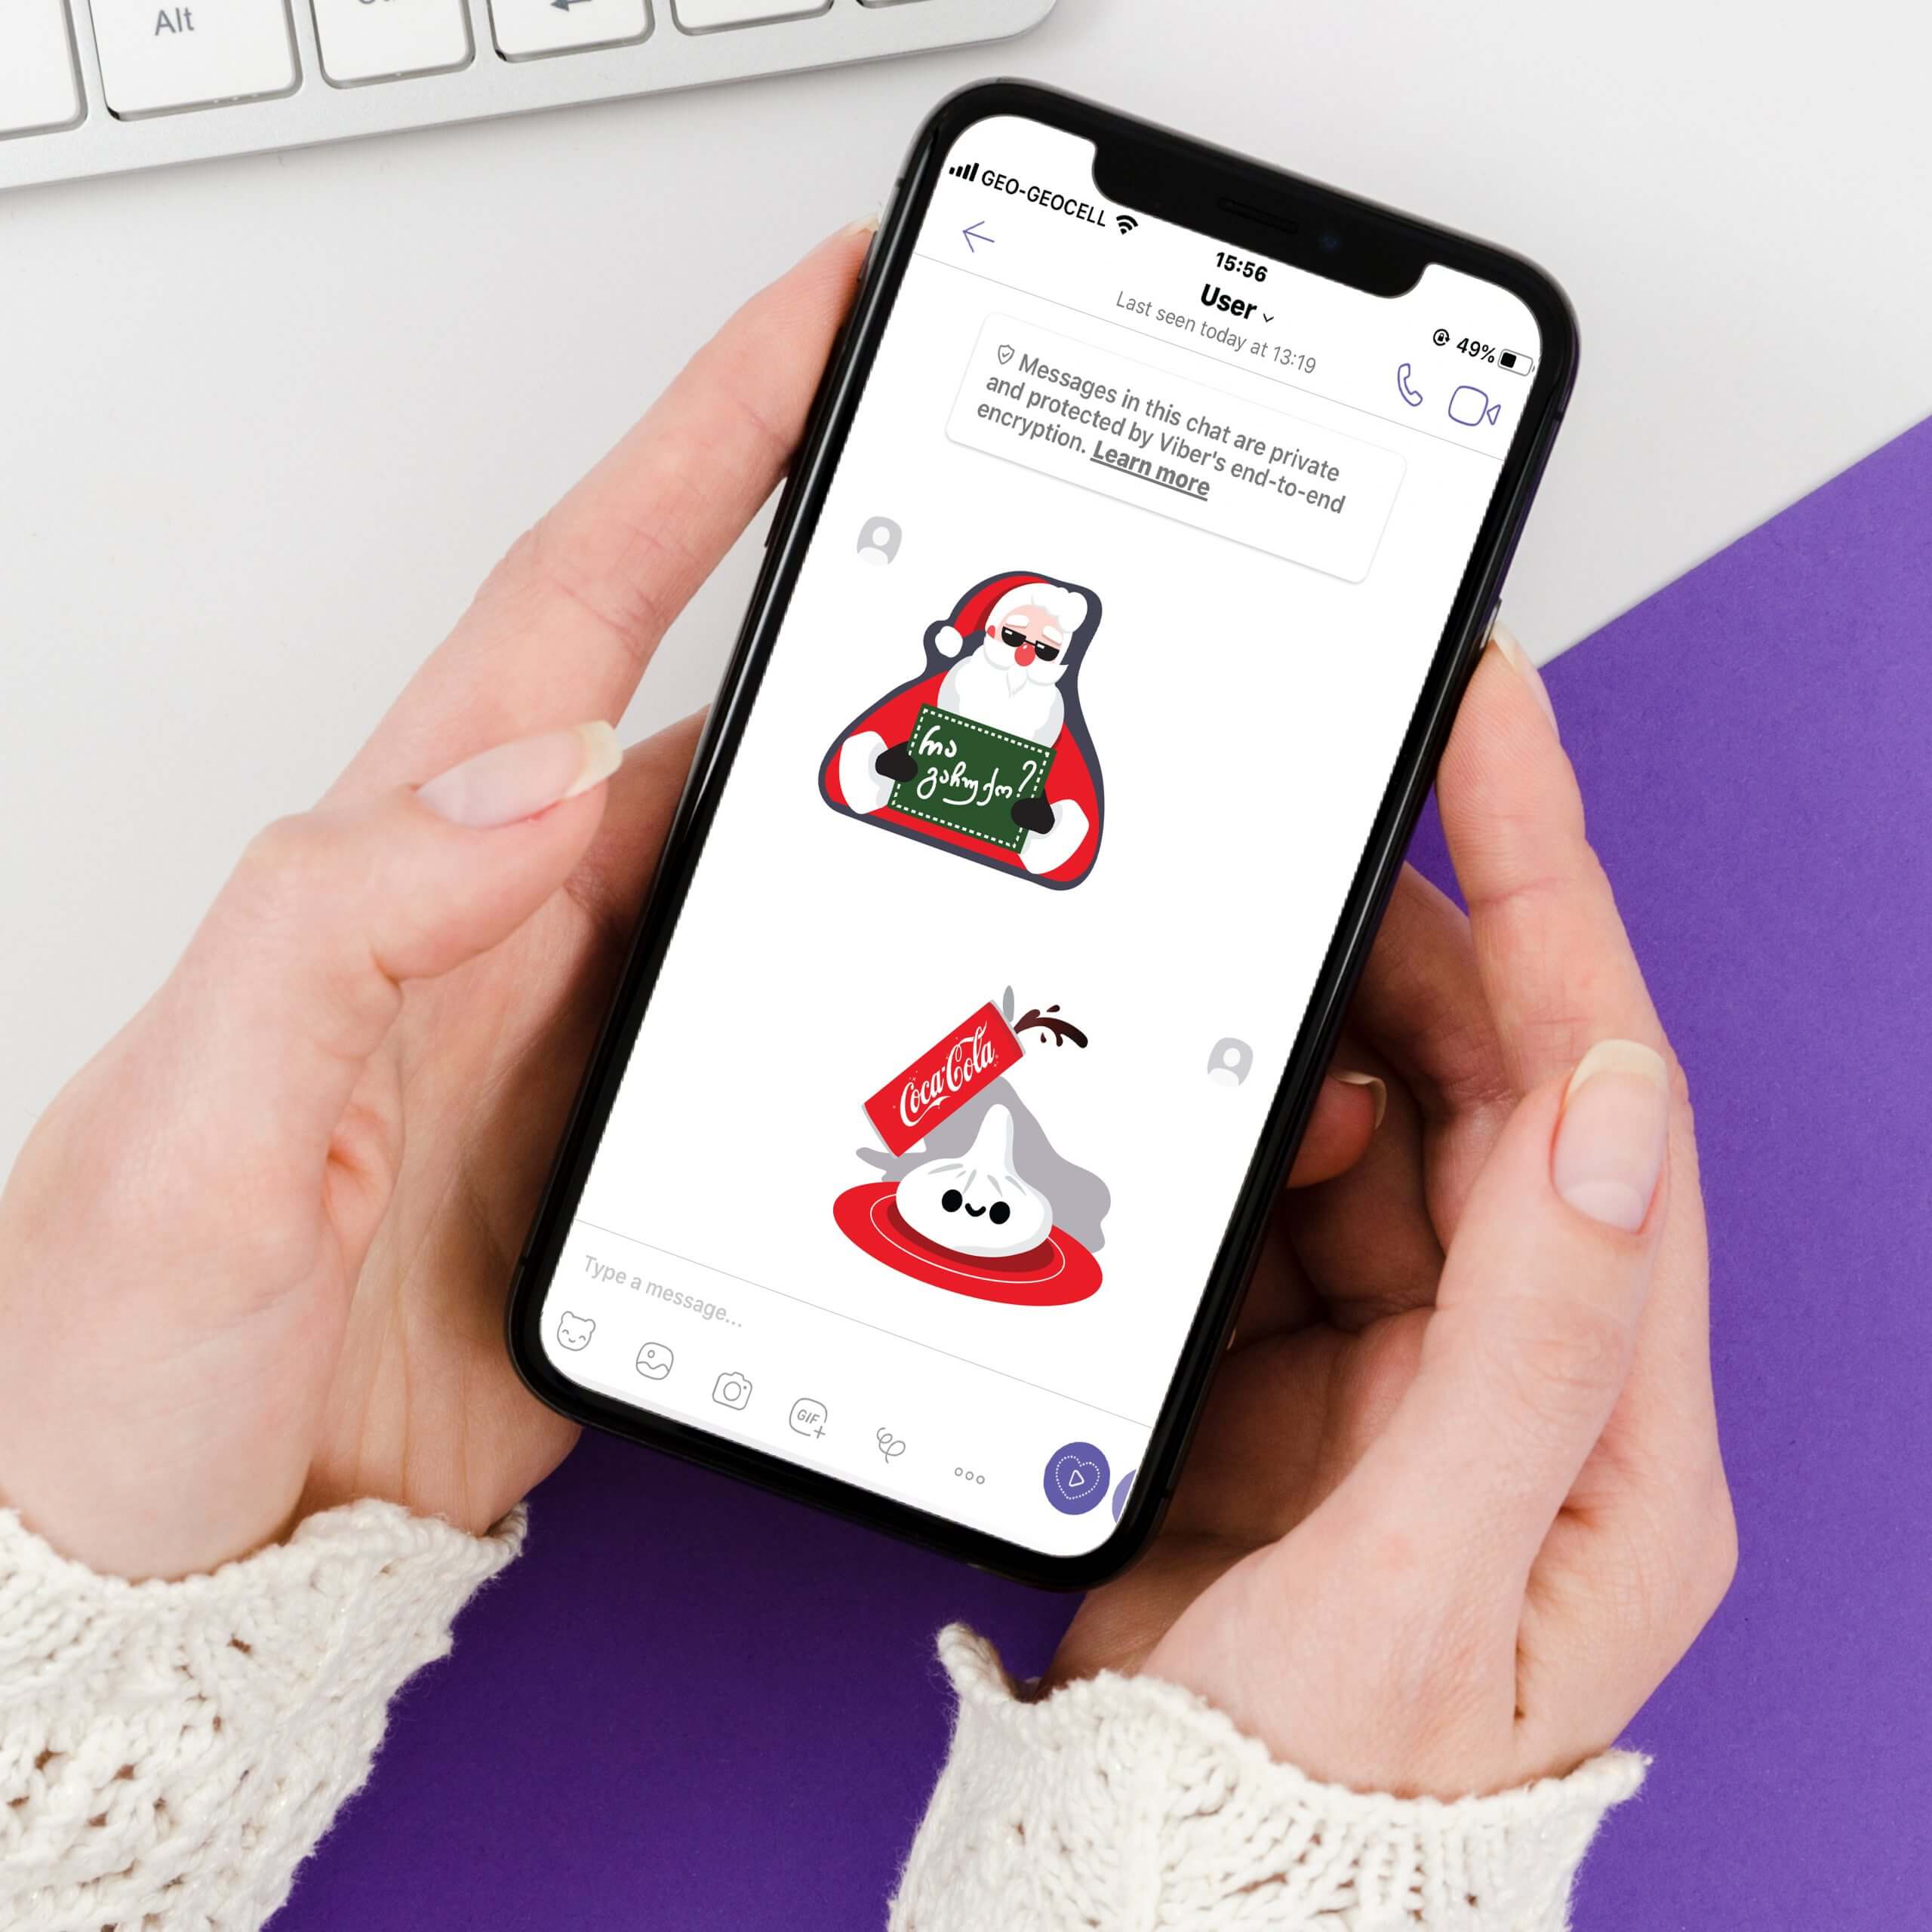 Alt
GEO-GEOCELL
15:56
49%
User
Last seen today at 13:19
Messages in this chat are private
and protected by Viber's end-to-end
encryption. Learn more
რა
გაჩუქო?
Coca-Cola
Type a message...
GIF